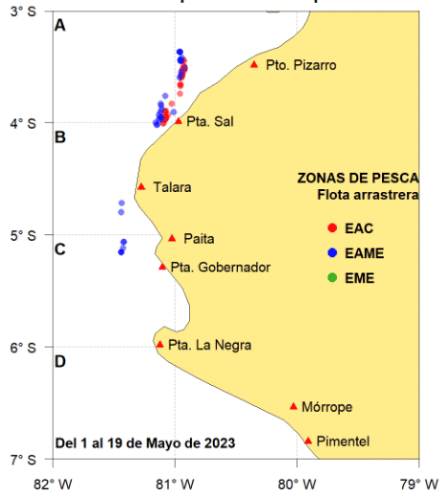 3° S
A
Pto. Pizarro
4° S
Pta. Sal
B
ZONAS DE PESCA
Talara
Flota arrastrera
EAC
5° S
Paita
EAME
C
Pta. Gobernador
EME
6° S
Pta. La Negra
D
Mórrope
Del 1 al 19 de Mayo de 2023
Pimentel
7° S
82° W
81° W
80° W
79° W